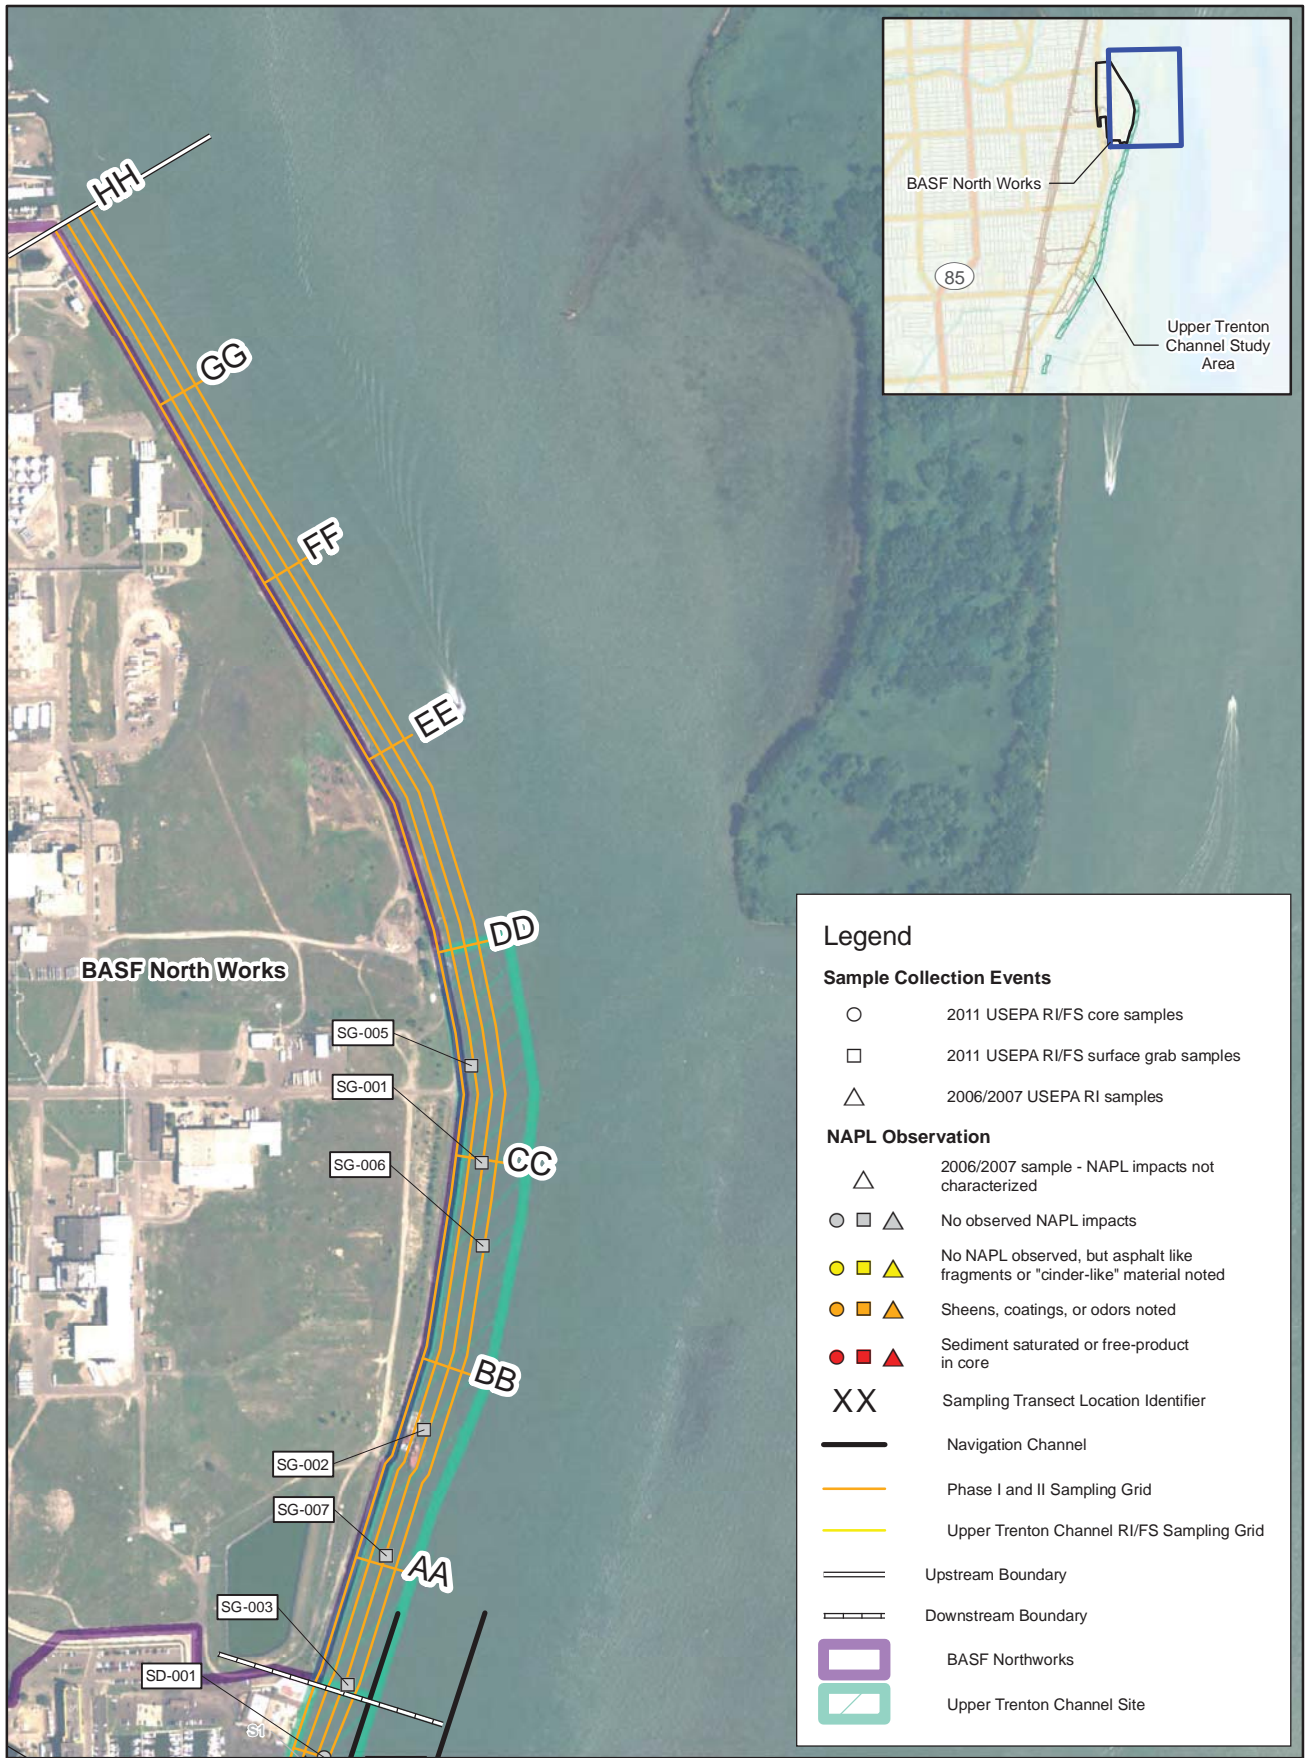 BASF North Works
85
Upper Trenton
Channel Study
Area
HH
GG
FF
EE
DD
BASF North Works
SG-005
SG-001
CC
SG-006
BB
SG-002
SG-007
AA
SG-003
SD-001
S1
Legend
Sample Collection Events
2011 USEPA RI/FS core samples
2011 USEPA RI/FS surface grab samples
2006/2007 USEPA RI samples
NAPL Observation
2006/2007 sample - NAPL impacts not
characterized
No observed NAPL impacts
No NAPL observed, but asphalt like
fragments or "cinder-like" material noted
Sheens, coatings, or odors noted
Sediment saturated or free-product
in core
XX Sampling Transect Location Identifier
Navigation Channel
Phase I and II Sampling Grid
Upper Trenton Channel RI/FS Sampling Grid
Upstream Boundary
Downstream Boundary
BASF Northworks
Upper Trenton Channel Site